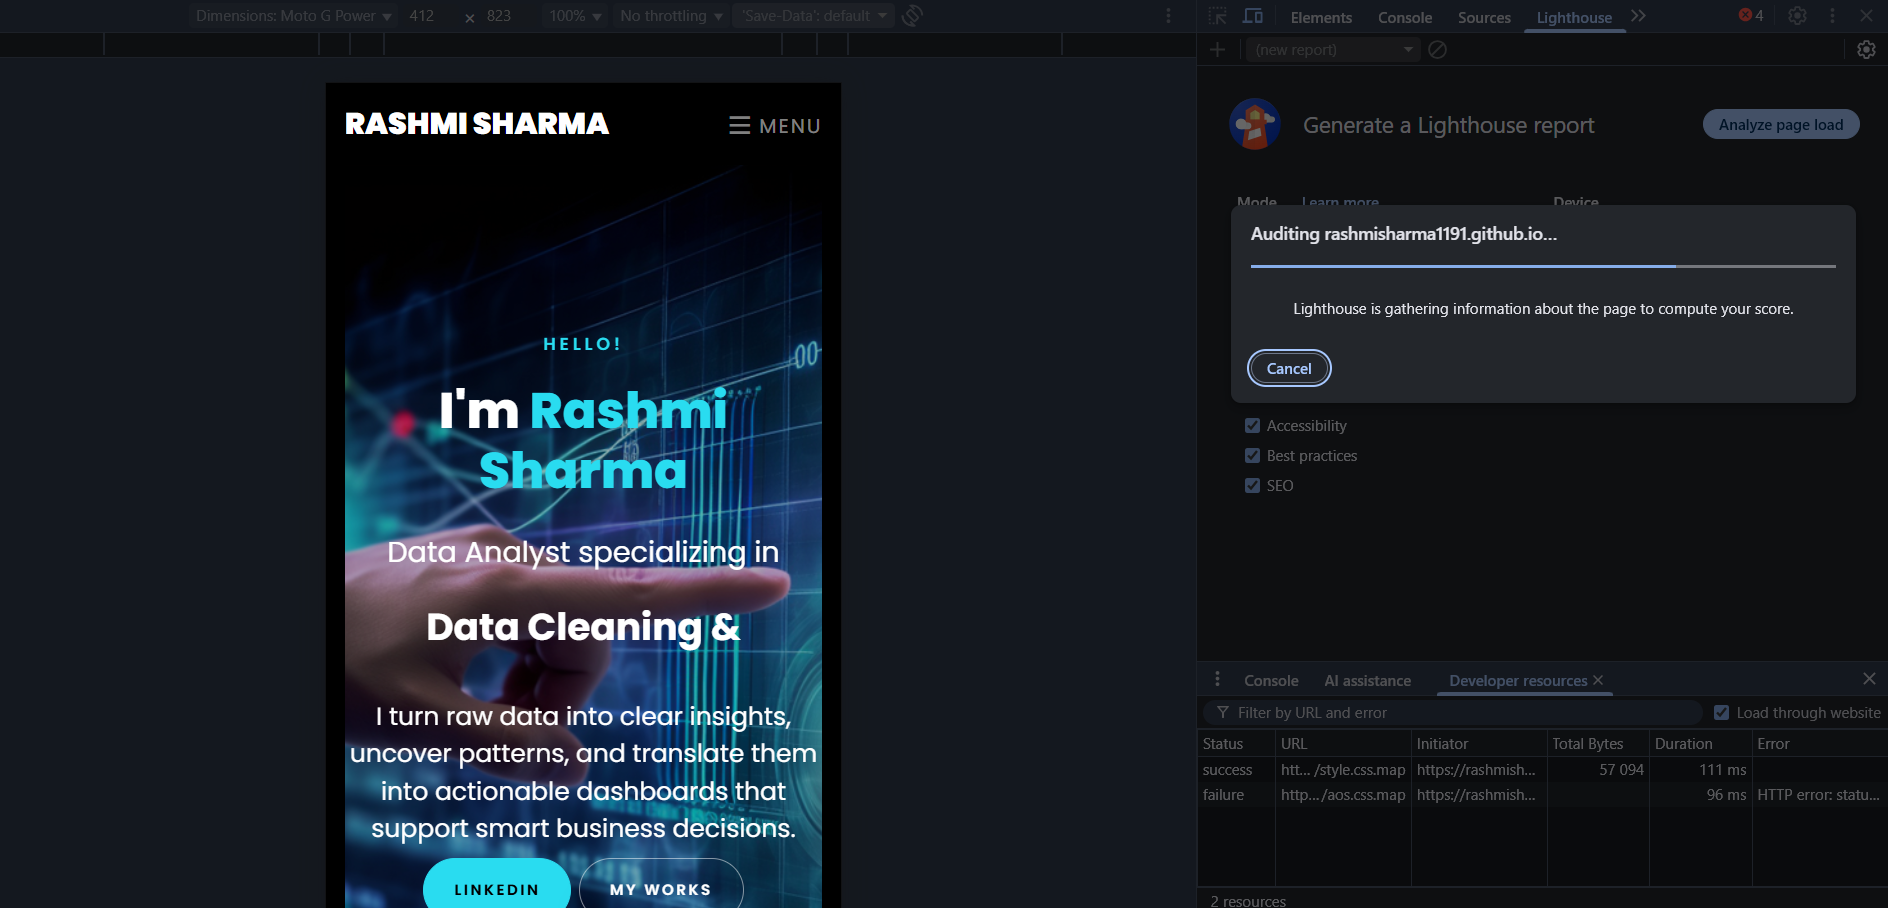 Dimensions: Moto G Power 412 × 823 100% No throttling 'Save-Data': default
Elements Console Sources Lighthouse 4
(new report)
RASHMI SHARMA
MENU
HELLO!
I'm Rashmi
Sharma
Data Analyst specializing in
Data Cleaning &
I turn raw data into clear insights,
uncover patterns, and translate them
into actionable dashboards that
support smart business decisions.
LINKEDIN
MY WORKS
00
Generate a Lighthouse report
Analyze page load
Mode Learn more Device
Auditing rashmisharma1191.github.io...
Lighthouse is gathering information about the page to compute your score.
Cancel
Accessibility
Best practices
SEO
Console AI assistance Developer resources
Filter by URL and error Load through website
Status URL Initiator Total Bytes Duration Error
success htt... /style.css.map https://rashmish... 57 094 111 ms
failure http.../aos.css.map https://rashmish... 96 ms HTTP error: statu...
2 resources